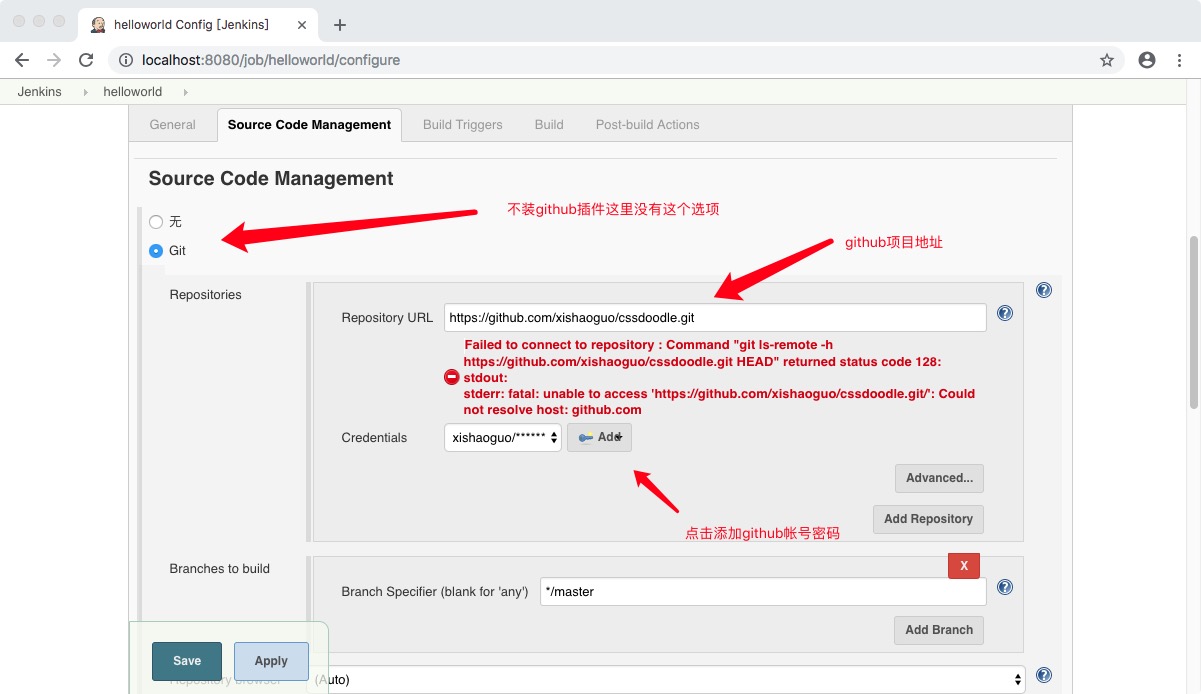 helloworld Config [Jenkins]
localhost:8080/job/helloworld/configure
Jenkins helloworld
General Source Code Management Build Triggers Build Post-build Actions
Source Code Management
不装github插件这里没有这个选项
无
github项目地址
Git
Repositories
Repository URL https://github.com/xishaoguo/cssdoodle.git
Failed to connect to repository : Command "git ls-remote -h
https://github.com/xishaoguo/cssdoodle.git HEAD" returned status code 128:
stdout:
stderr: fatal: unable to access 'https://github.com/xishaoguo/cssdoodle.git/': Could
not resolve host: github.com
Credentials xishaoguo/****** Add
Advanced...
Add Repository
点击添加github帐号密码
Branches to build
X
Branch Specifier (blank for 'any') */master
Add Branch
Save Apply
Repository browser (Auto)